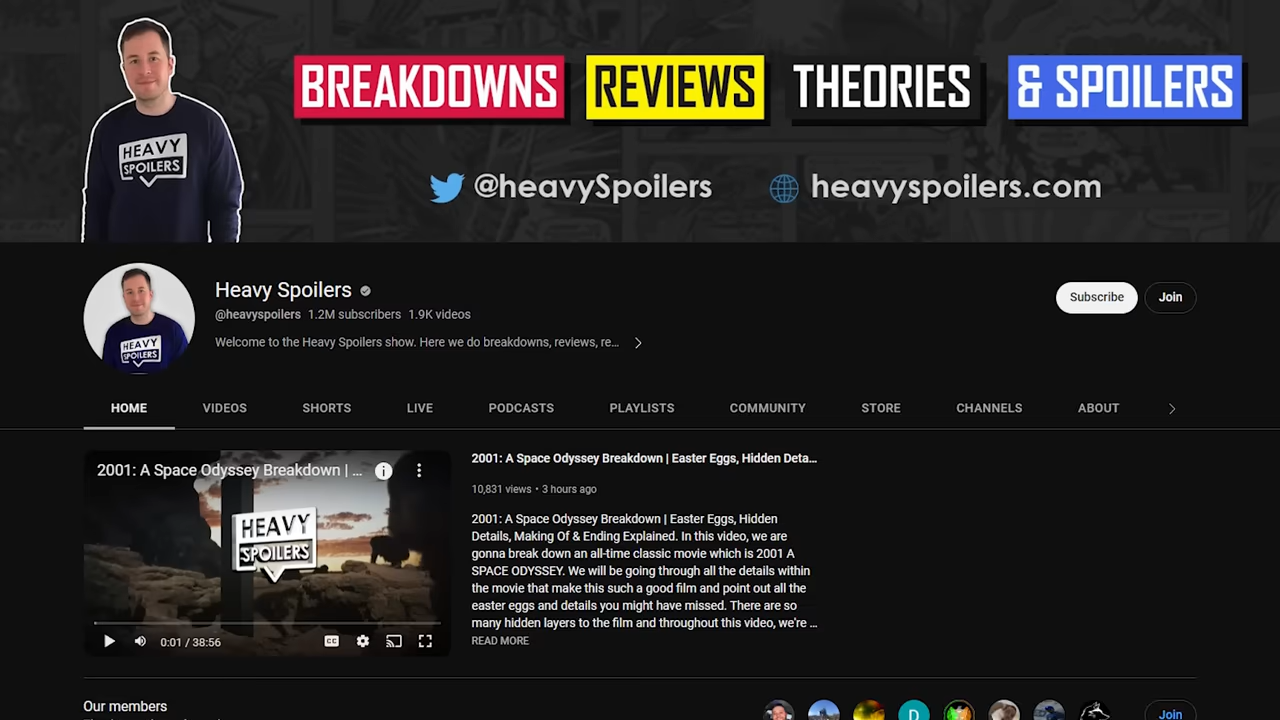 BREAKDOWNS REVIEWS THEORIES & SPOILERS
HEAVY
SPOILERS
@heavySpoilers heavyspoilers.com
Heavy Spoilers
@heavyspoilers 1.2M subscribers 1.9K videos
Welcome to the Heavy Spoilers show. Here we do breakdowns, reviews, re...
Subscribe Join
HEAVY
SPOILERS
HOME VIDEOS SHORTS LIVE PODCASTS PLAYLISTS COMMUNITY STORE CHANNELS ABOUT
2001: A Space Odyssey Breakdown | ...
HEAVY
SPOILERS
0:01 / 38:56
CC
2001: A Space Odyssey Breakdown | Easter Eggs, Hidden Deta...
10,831 views • 3 hours ago
2001: A Space Odyssey Breakdown | Easter Eggs, Hidden
Details, Making Of & Ending Explained. In this video, we are
gonna break down an all-time classic movie which is 2001 A
SPACE ODYSSEY. We will be going through all the details within
the movie that make this such a good film and point out all the
easter eggs and details you might have missed. There are so
many hidden layers to the film and throughout this video, we're ...
READ MORE
Our members
D
Join